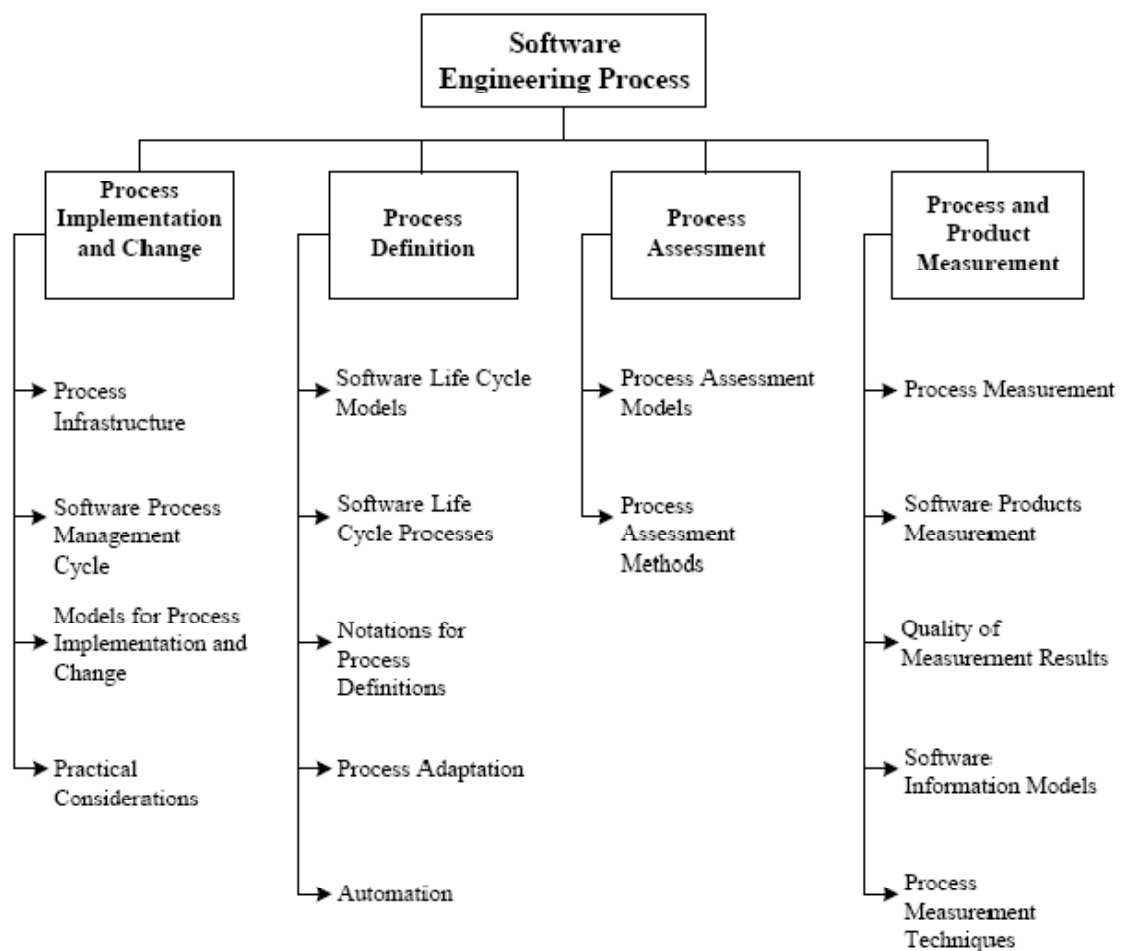 Software
Engineering Process
Process
Implementation
and Change
Process
Infrastructure
Software Process
Management
Cycle
Models for Process
Implementation and
Change
Practical
Considerations
Process
Definition
Software Life Cycle
Models
Software Life
Cycle Processes
Notations for
Process
Definitions
Process Adaptation
Automation
Process
Assessment
Process Assessment
Models
Process
Assessment
Methods
Process and
Product
Measurement
Process Measurement
Software Products
Measurement
Quality of
Measurement Results
Software
Information Models
Process
Measurement
Techniques